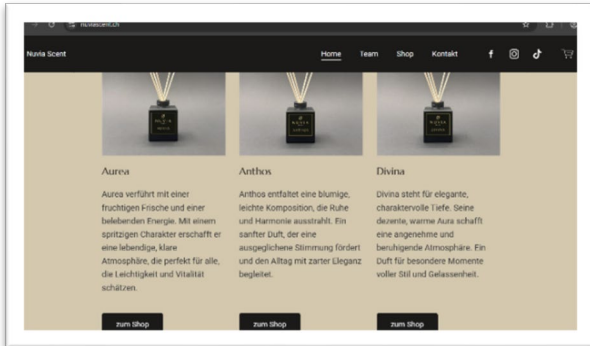 nuviascent.ch
Nuvia Scent
Home Team Shop Kontakt
Aurea
Aurea verführt mit einer
fruchtigen Frische und einer
belebenden Energie. Mit einem
spritzigen Charakter erschafft er
eine lebendige, klare
Atmosphäre, die perfekt für alle,
die Leichtigkeit und Vitalität
schätzen.
zum Shop
Anthos
Anthos entfaltet eine blumige,
leichte Komposition, die Ruhe
und Harmonie ausstrahlt. Ein
sanfter Duft, der eine
ausgeglichene Stimmung fördert
und den Alltag mit zarter Eleganz
begleitet.
zum Shop
Divina
Divina steht für elegante,
charaktervolle Tiefe. Seine
dezente, warme Aura schafft
eine angenehme und
beruhigende Atmosphäre. Ein
Duft für besondere Momente
voller Stil und Gelassenheit.
zum Shop